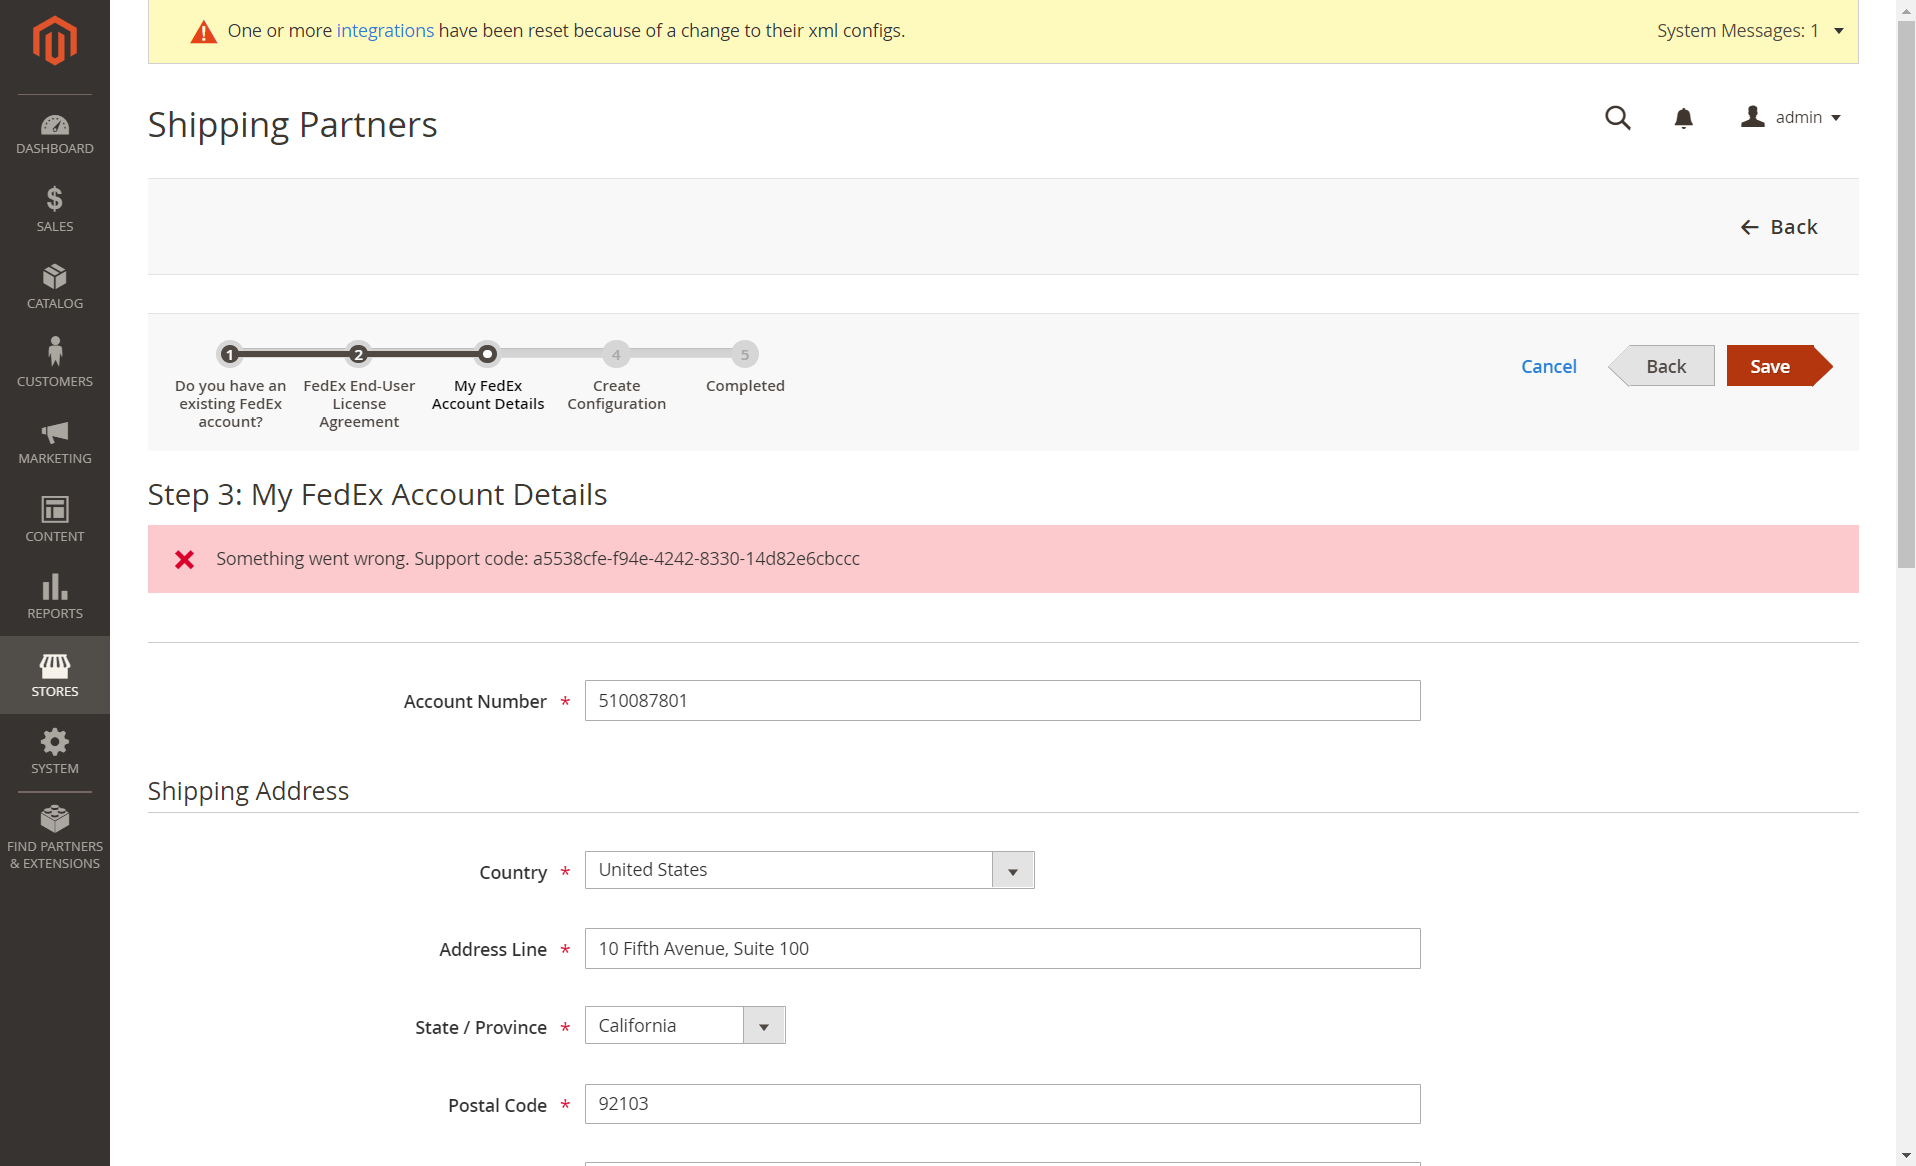 One or more integrations have been reset because of a change to their xml configs.
System Messages: 1
Shipping Partners
admin
DASHBOARD
SALES
CATALOG
CUSTOMERS
MARKETING
CONTENT
REPORTS
STORES
SYSTEM
FIND PARTNERS
& EXTENSIONS
Back
1
2
4
5
Do you have an
existing FedEx
account?
FedEx End-User
License
Agreement
My FedEx
Account Details
Create
Configuration
Completed
Cancel
Back
Save
Step 3: My FedEx Account Details
Something went wrong. Support code: a5538cfe-f94e-4242-8330-14d82e6cbccc
Account Number *
510087801
Shipping Address
Country *
United States
Address Line *
10 Fifth Avenue, Suite 100
State / Province *
California
Postal Code *
92103